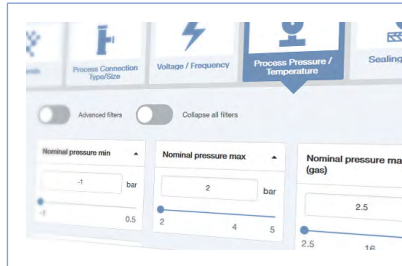 Process Connection
Type/Size
Voltage / Frequency
Process Pressure /
Temperature
Sealing
Advanced filters
Collapse all filters
Nominal pressure min
-1
bar
-1
0.5
Nominal pressure max
2
bar
2
4
5
Nominal pressure ma
(gas)
2.5
2.5
16